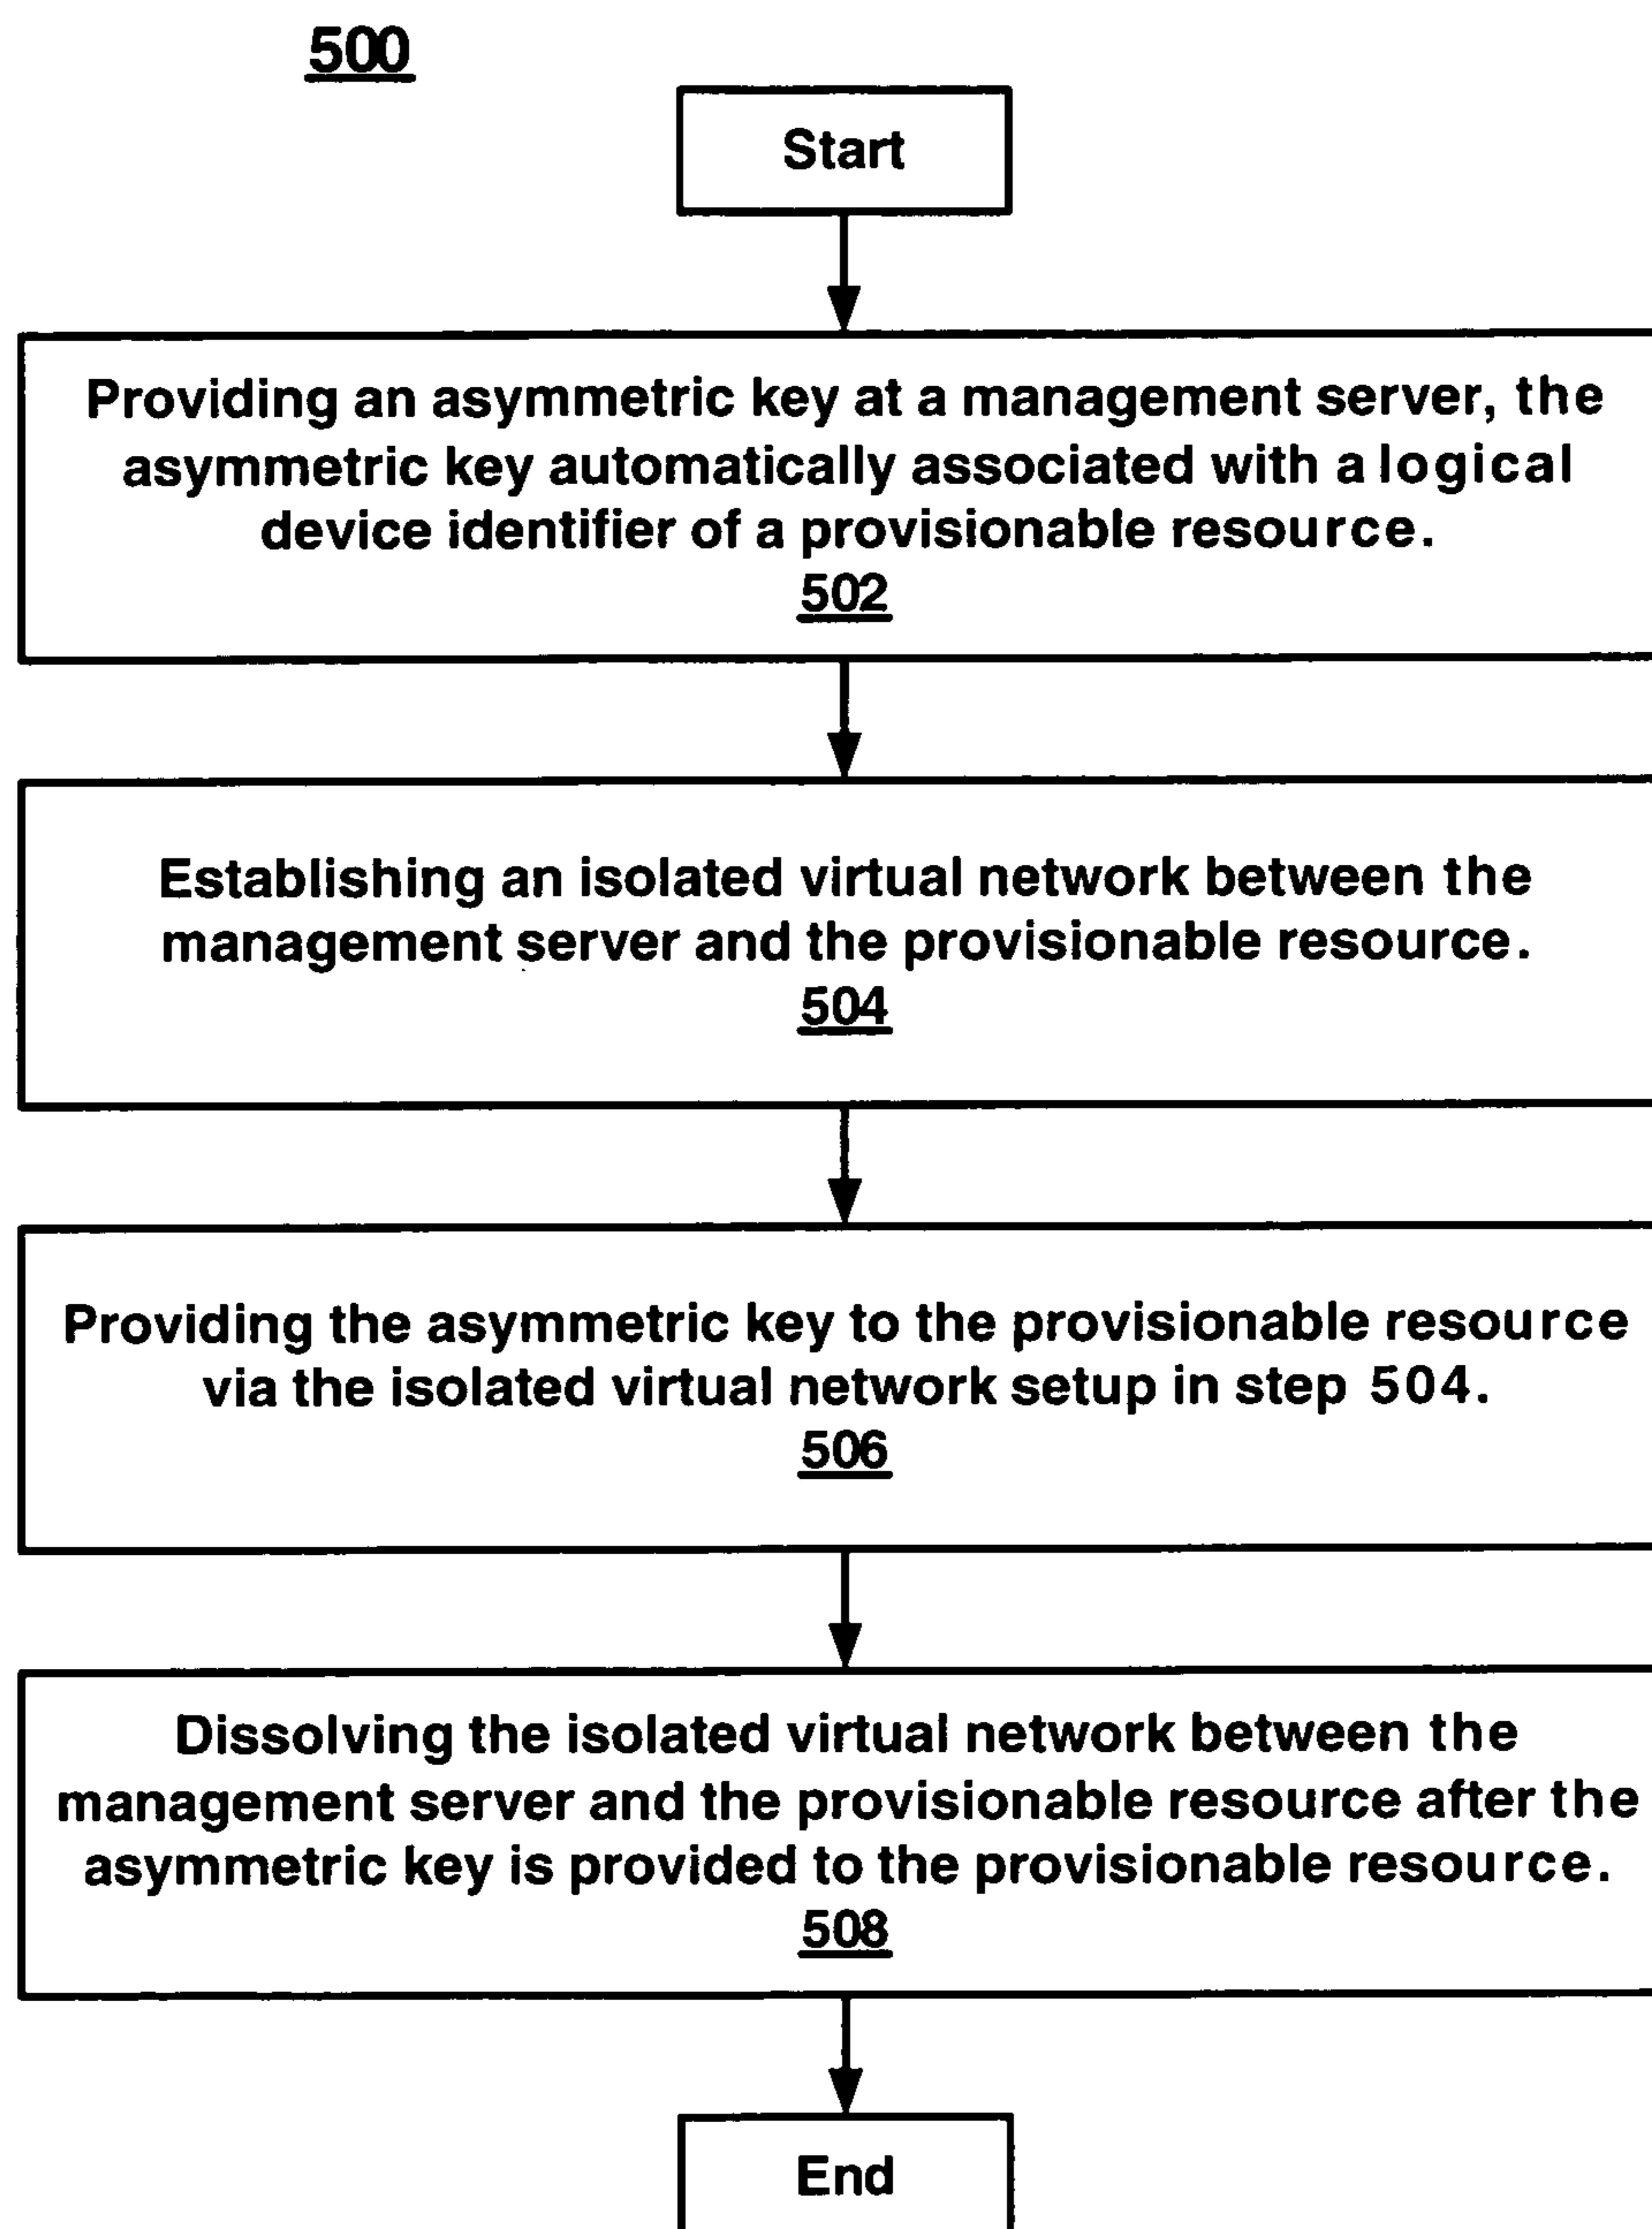 500
Start
Providing an asymmetric key at a management server, the
asymmetric key automatically associated with a logical
device identifier of a provisionable resource.
502
Establishing an isolated virtual network between the
management server and the provisionable resource.
504
Providing the asymmetric key to the provisionable resource
via the isolated virtual network setup in step 504.
506
Dissolving the isolated virtual network between the
management server and the provisionable resource after the
asymmetric key is provided to the provisionable resource.
508
End